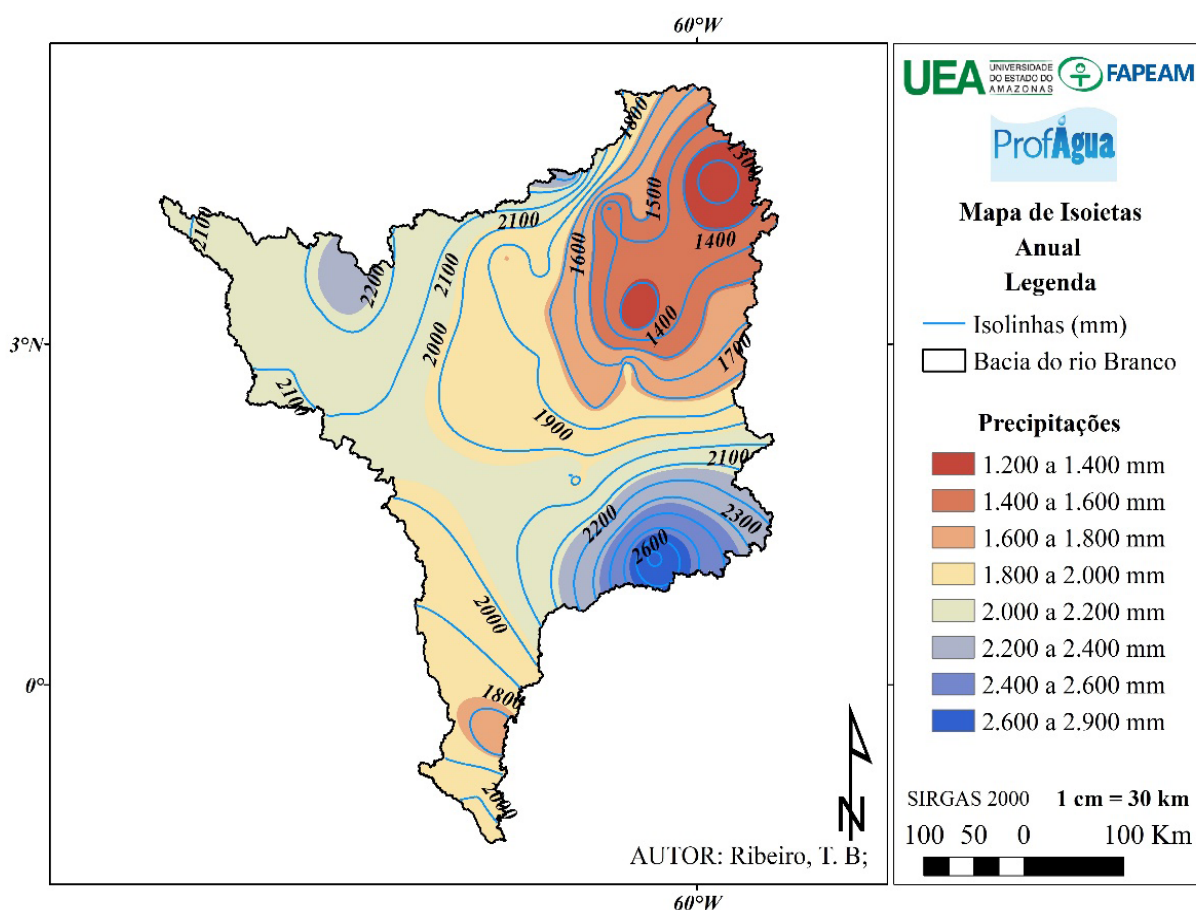 60°W
1800
1300
1500
2100
2100
1400
1600
2200
2100
1400
2000
1700
3°N
2100
1900
2100
2200
2300
2600
2000
0°
1800
2000
N
AUTOR: Ribeiro, T. B;
60°W
UEA
UNIVERSIDADE
DO ESTADO DO
AMAZONAS
FAPEAM
ProfÁgua
Mapa de Isoietas
Anual
Legenda
Isolinhas (mm)
Bacia do rio Branco
Precipitações
1.200 a 1.400 mm
1.400 a 1.600 mm
1.600 a 1.800 mm
1.800 a 2.000 mm
2.000 a 2.200 mm
2.200 a 2.400 mm
2.400 a 2.600 mm
2.600 a 2.900 mm
SIRGAS 2000 1 cm = 30 km
100 50 0 100 Km